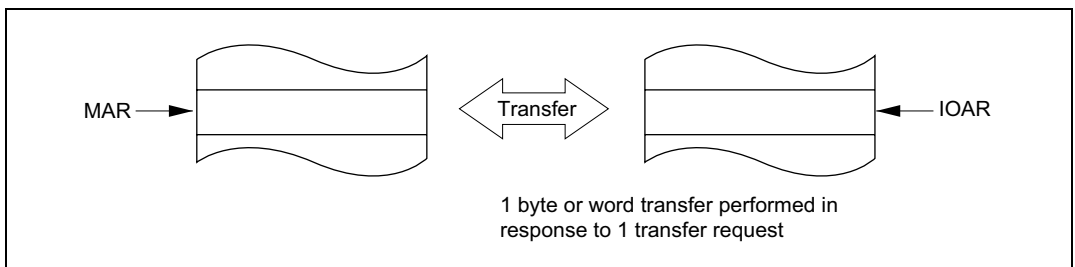 MAR
Transfer
IOAR
1 byte or word transfer performed in
response to 1 transfer request